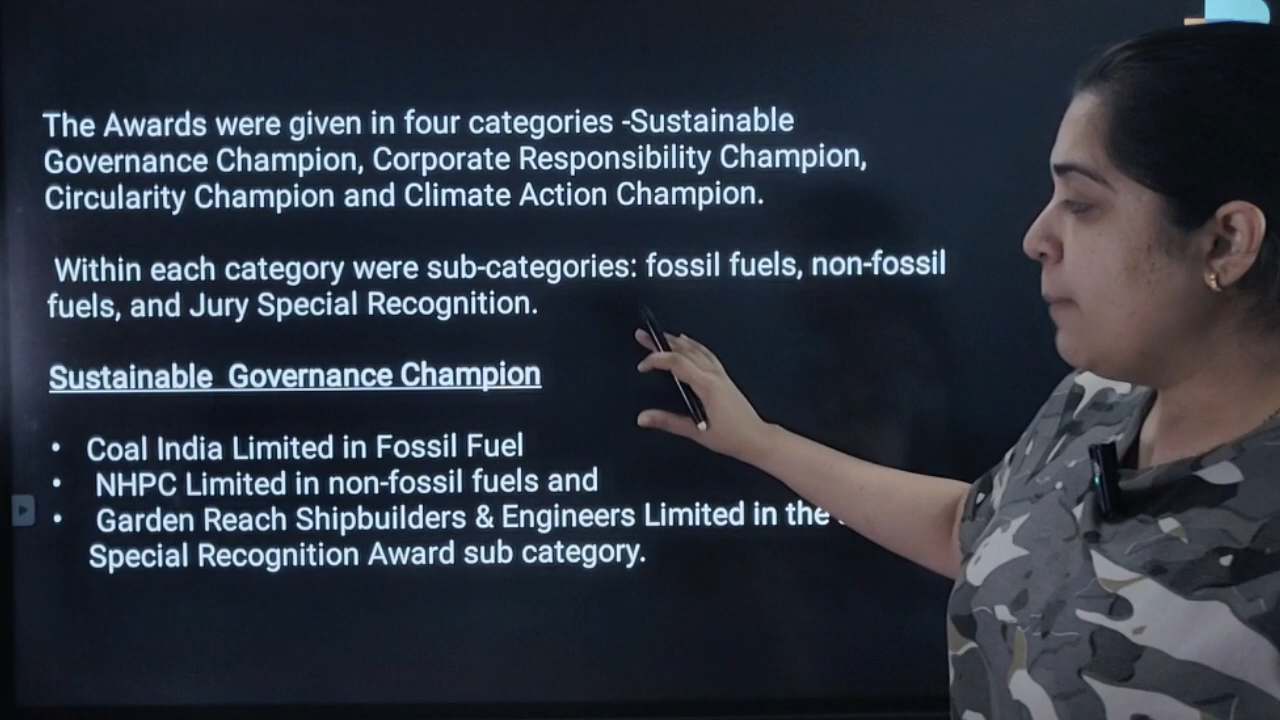 The Awards were given in four categories -Sustainable
Governance Champion, Corporate Responsibility Champion,
Circularity Champion and Climate Action Champion.
Within each category were sub-categories: fossil fuels, non-fossil
fuels, and Jury Special Recognition.
Sustainable Governance Champion
• Coal India Limited in Fossil Fuel
• NHPC Limited in non-fossil fuels and
• Garden Reach Shipbuilders & Engineers Limited in the
Special Recognition Award sub category.